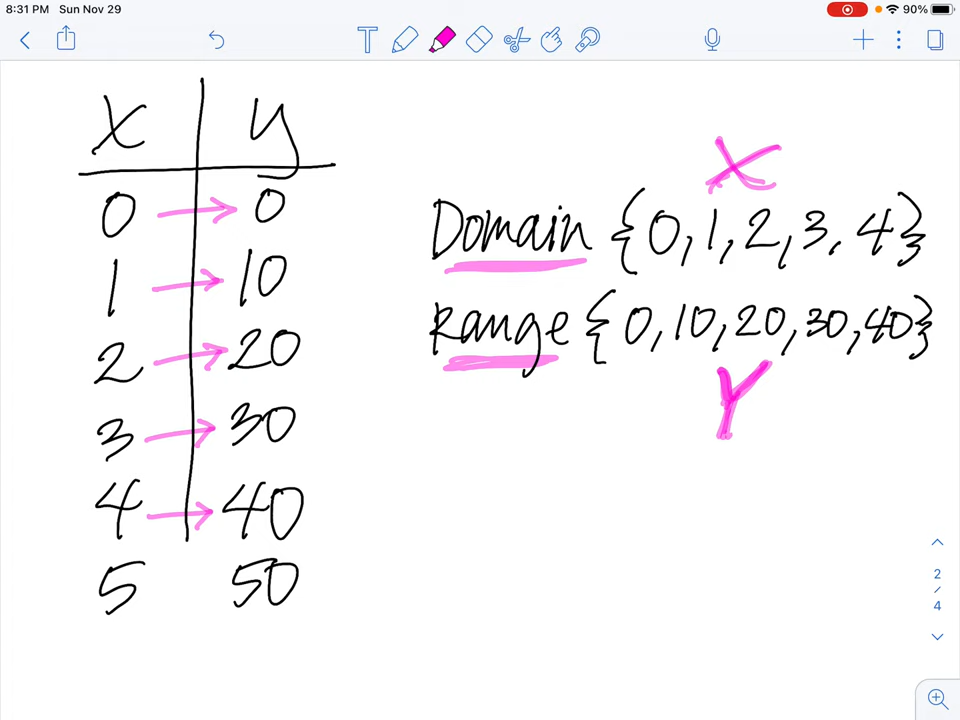 8:31 PM Sun Nov 29 90%
T
x y
0 0
1 10
2 20
3 30
4 40
5 50
X
Domain {0,1,2,3,4}
Range {0,10,20,30,40}
Y
2
/
4